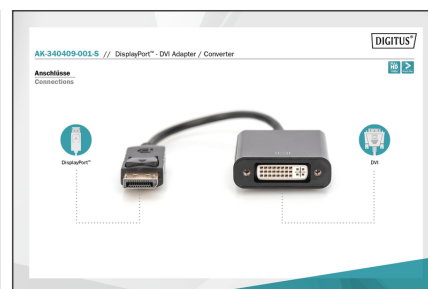 DIGITUS®
AK-340409-001-S // DisplayPort™ - DVI Adapter / Converter
Anschlüsse
Connections
DisplayPort™
DVI